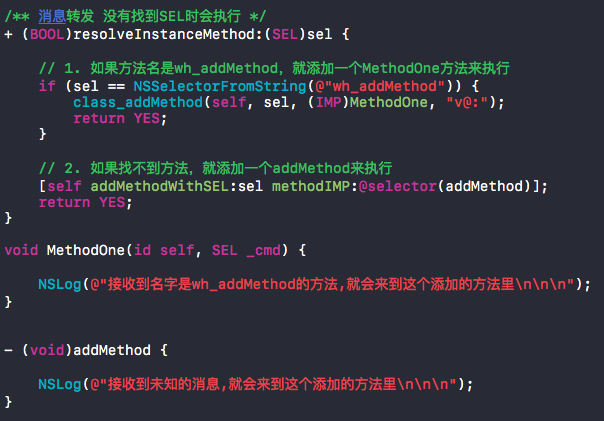 /** 消息转发 没有找到SEL时会执行 */
+ (BOOL)resolveInstanceMethod:(SEL)sel {
// 1. 如果方法名是wh_addMethod，就添加一个MethodOne方法来执行
if (sel == NSSelectorFromString(@"wh_addMethod")) {
class_addMethod(self, sel, (IMP)MethodOne, "v@:");
return YES;
}
// 2. 如果找不到方法，就添加一个addMethod来执行
[self addMethodWithSEL:sel methodIMP:@selector(addMethod)];
return YES;
}
void MethodOne(id self, SEL _cmd) {
NSLog(@"接收到名字是wh_addMethod的方法,就会来到这个添加的方法里\n\n\n");
}
- (void)addMethod {
NSLog(@"接收到未知的消息,就会来到这个添加的方法里\n\n\n");
}